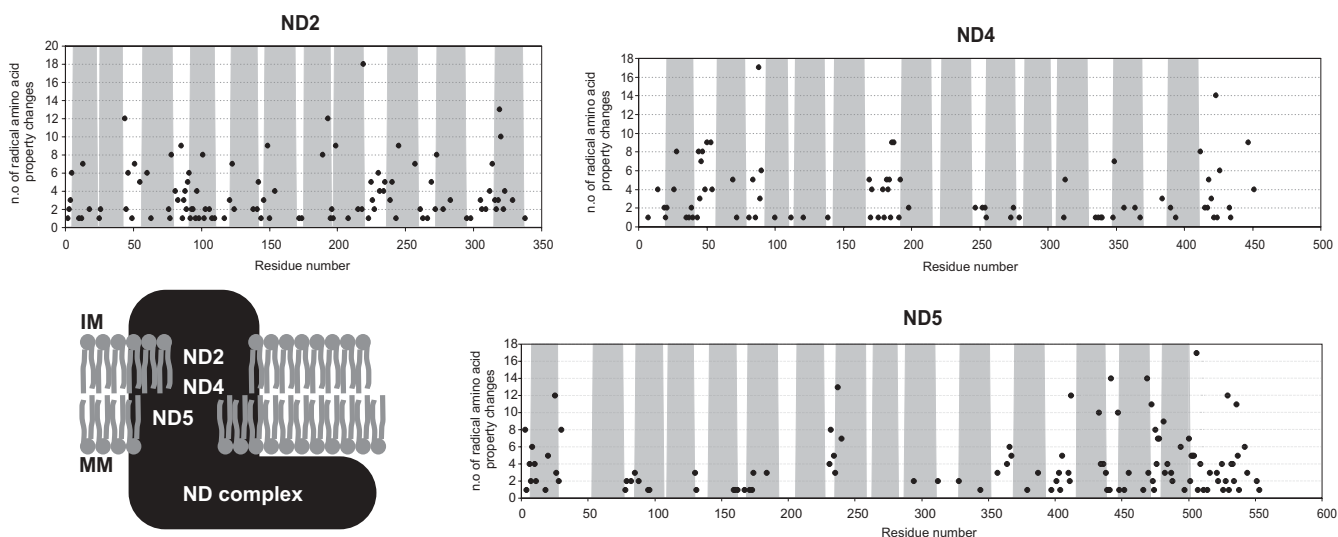 ND2
n.o of radical amino acid
property changes
20
18
16
14
12
10
8
6
4
2
0
0 50 100 150 200 250 300 350
Residue number
ND4
n.o of radical amino acid
property changes
18
16
14
12
10
8
6
4
2
0
0 50 100 150 200 250 300 350 400 450 500
Residue number
IM
ND2
ND4
ND5
MM
ND complex
ND5
n.o of radical amino acid
property changes
18
16
14
12
10
8
6
4
2
0
0 50 100 150 200 250 300 350 400 450 500 550 600
Residue number